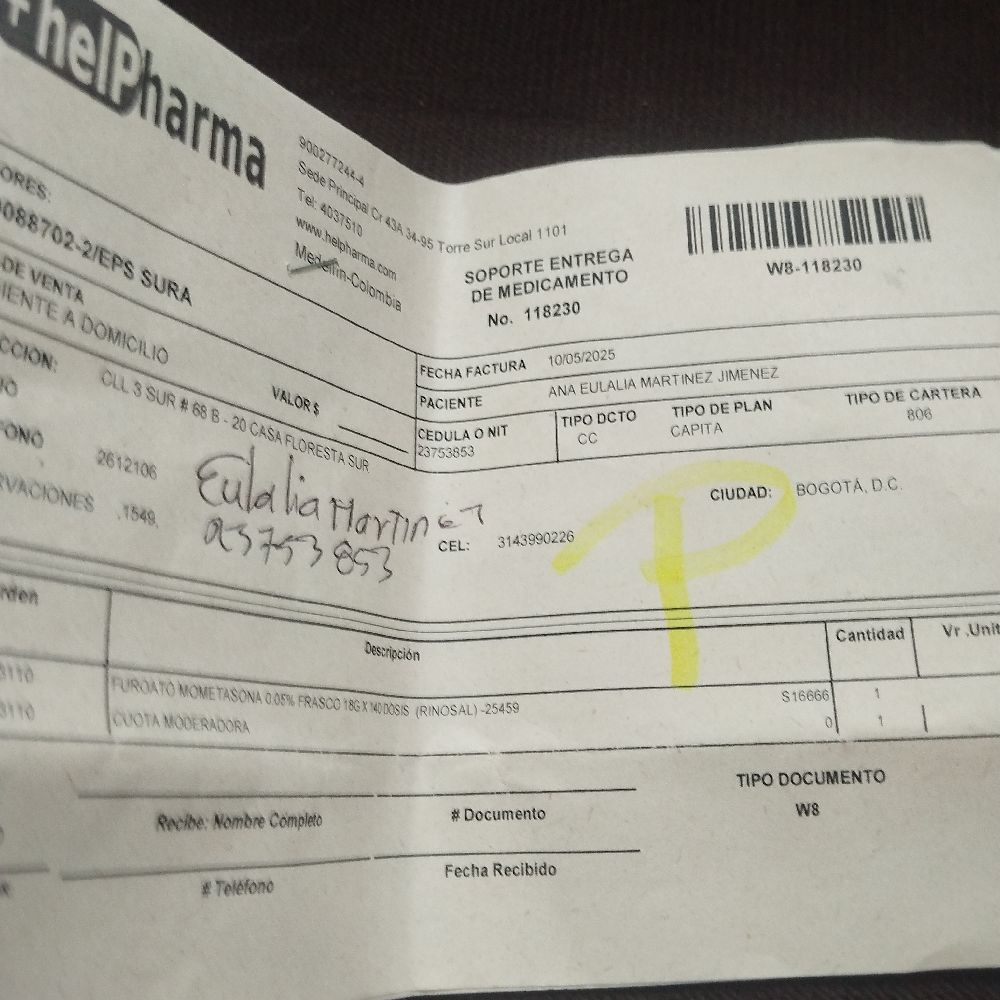 +helPharma
900277244-4
Sede Principal Cr 43A 34-95 Torre Sur Local 1101
Tel: 4037510
www.helpharma.com
Medellin-Colombia
SOPORTE ENTREGA
DE MEDICAMENTO
No. 118230
W8-118230
ORES:
088702-2/EPS SURA
DE VENTA
IENTE A DOMICILIO
VALOR $
CCION: CLL 3 SUR # 68 B - 20 CASA FLORESTA SUR
FONO 2612106
RVACIONES .1549,
FECHA FACTURA 10/05/2025
PACIENTE ANA EULALIA MARTINEZ JIMENEZ
CEDULA O NIT TIPO DCTO TIPO DE PLAN TIPO DE CARTERA
23753853 CC CAPITA 806
Eulalia Martinez
23753853
CEL: 3143990226
CIUDAD: BOGOTÁ, D.C.
P
rden Descripción Cantidad Vr .Unit
3110 FUROATO MOMETASONA 0.05% FRASCO 18G X 140 DOSIS (RINOSAL) -25459 S16666 1
3110 CUOTA MODERADORA 0 1
Recibe: Nombre Completo # Documento
# Teléfono Fecha Recibido
TIPO DOCUMENTO
W8